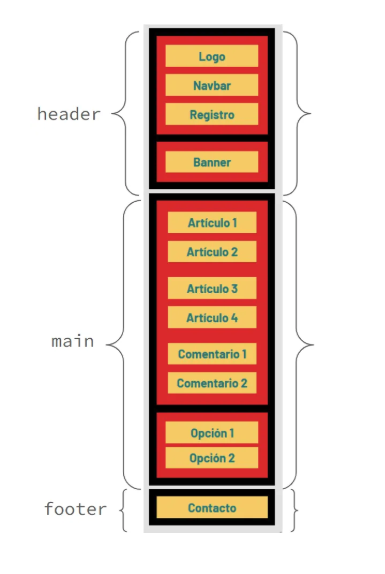 header
Logo
Navbar
Registro
Banner
main
Artículo 1
Artículo 2
Artículo 3
Artículo 4
Comentario 1
Comentario 2
Opción 1
Opción 2
footer
Contacto